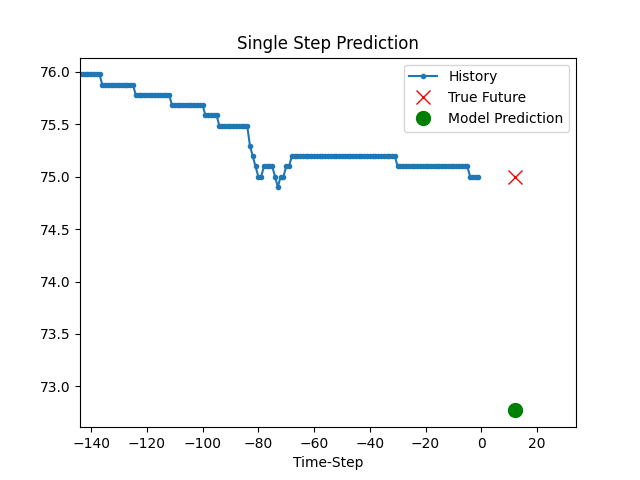 Single Step Prediction
History
True Future
Model Prediction
76.0
75.5
75.0
74.5
74.0
73.5
73.0
−140 −120 −100 −80 −60 −40 −20 0 20
Time-Step